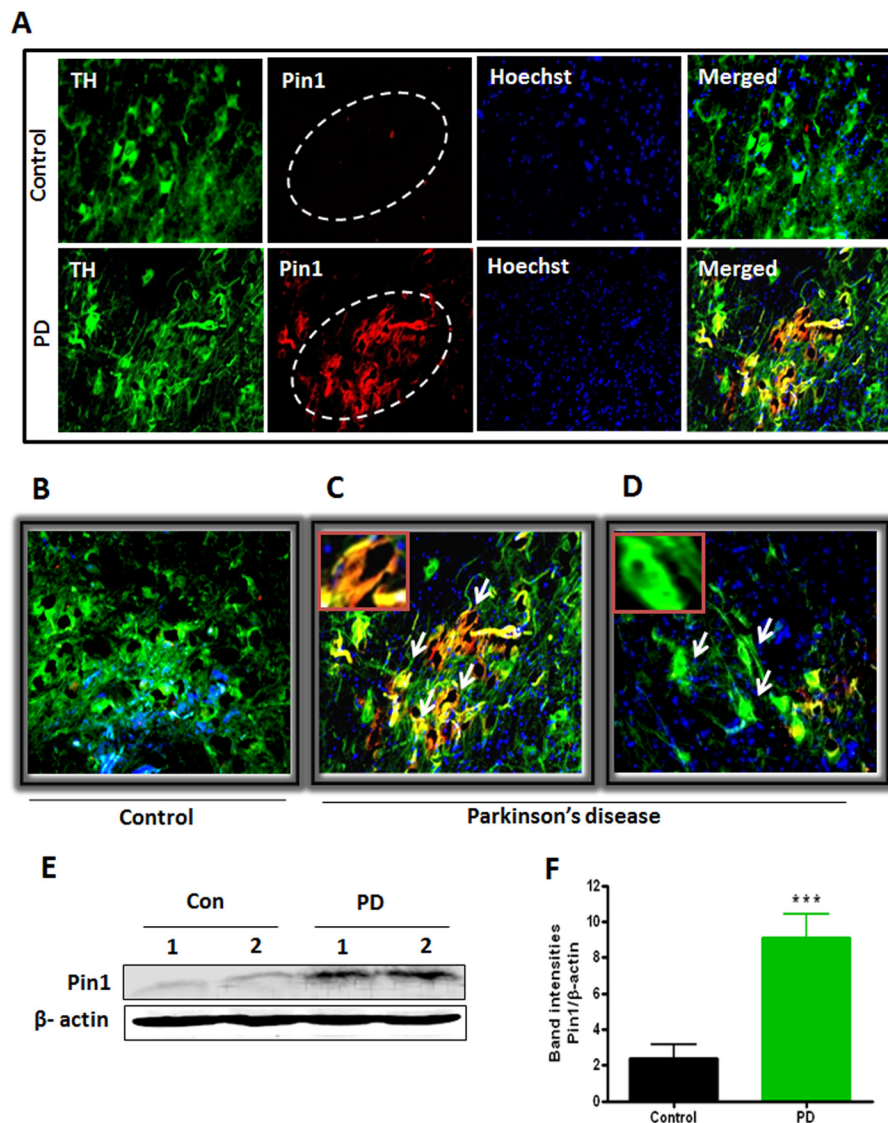 A
TH Pin1 Hoechst Merged
Control
TH Pin1 Hoechst Merged
PD
B C D
Control Parkinson's disease
E
Con PD
1 2 1 2
Pin1
β- actin
F
Band intensities
Pin1/β-actin
12
10
8
6
4
2
0
***
Control PD